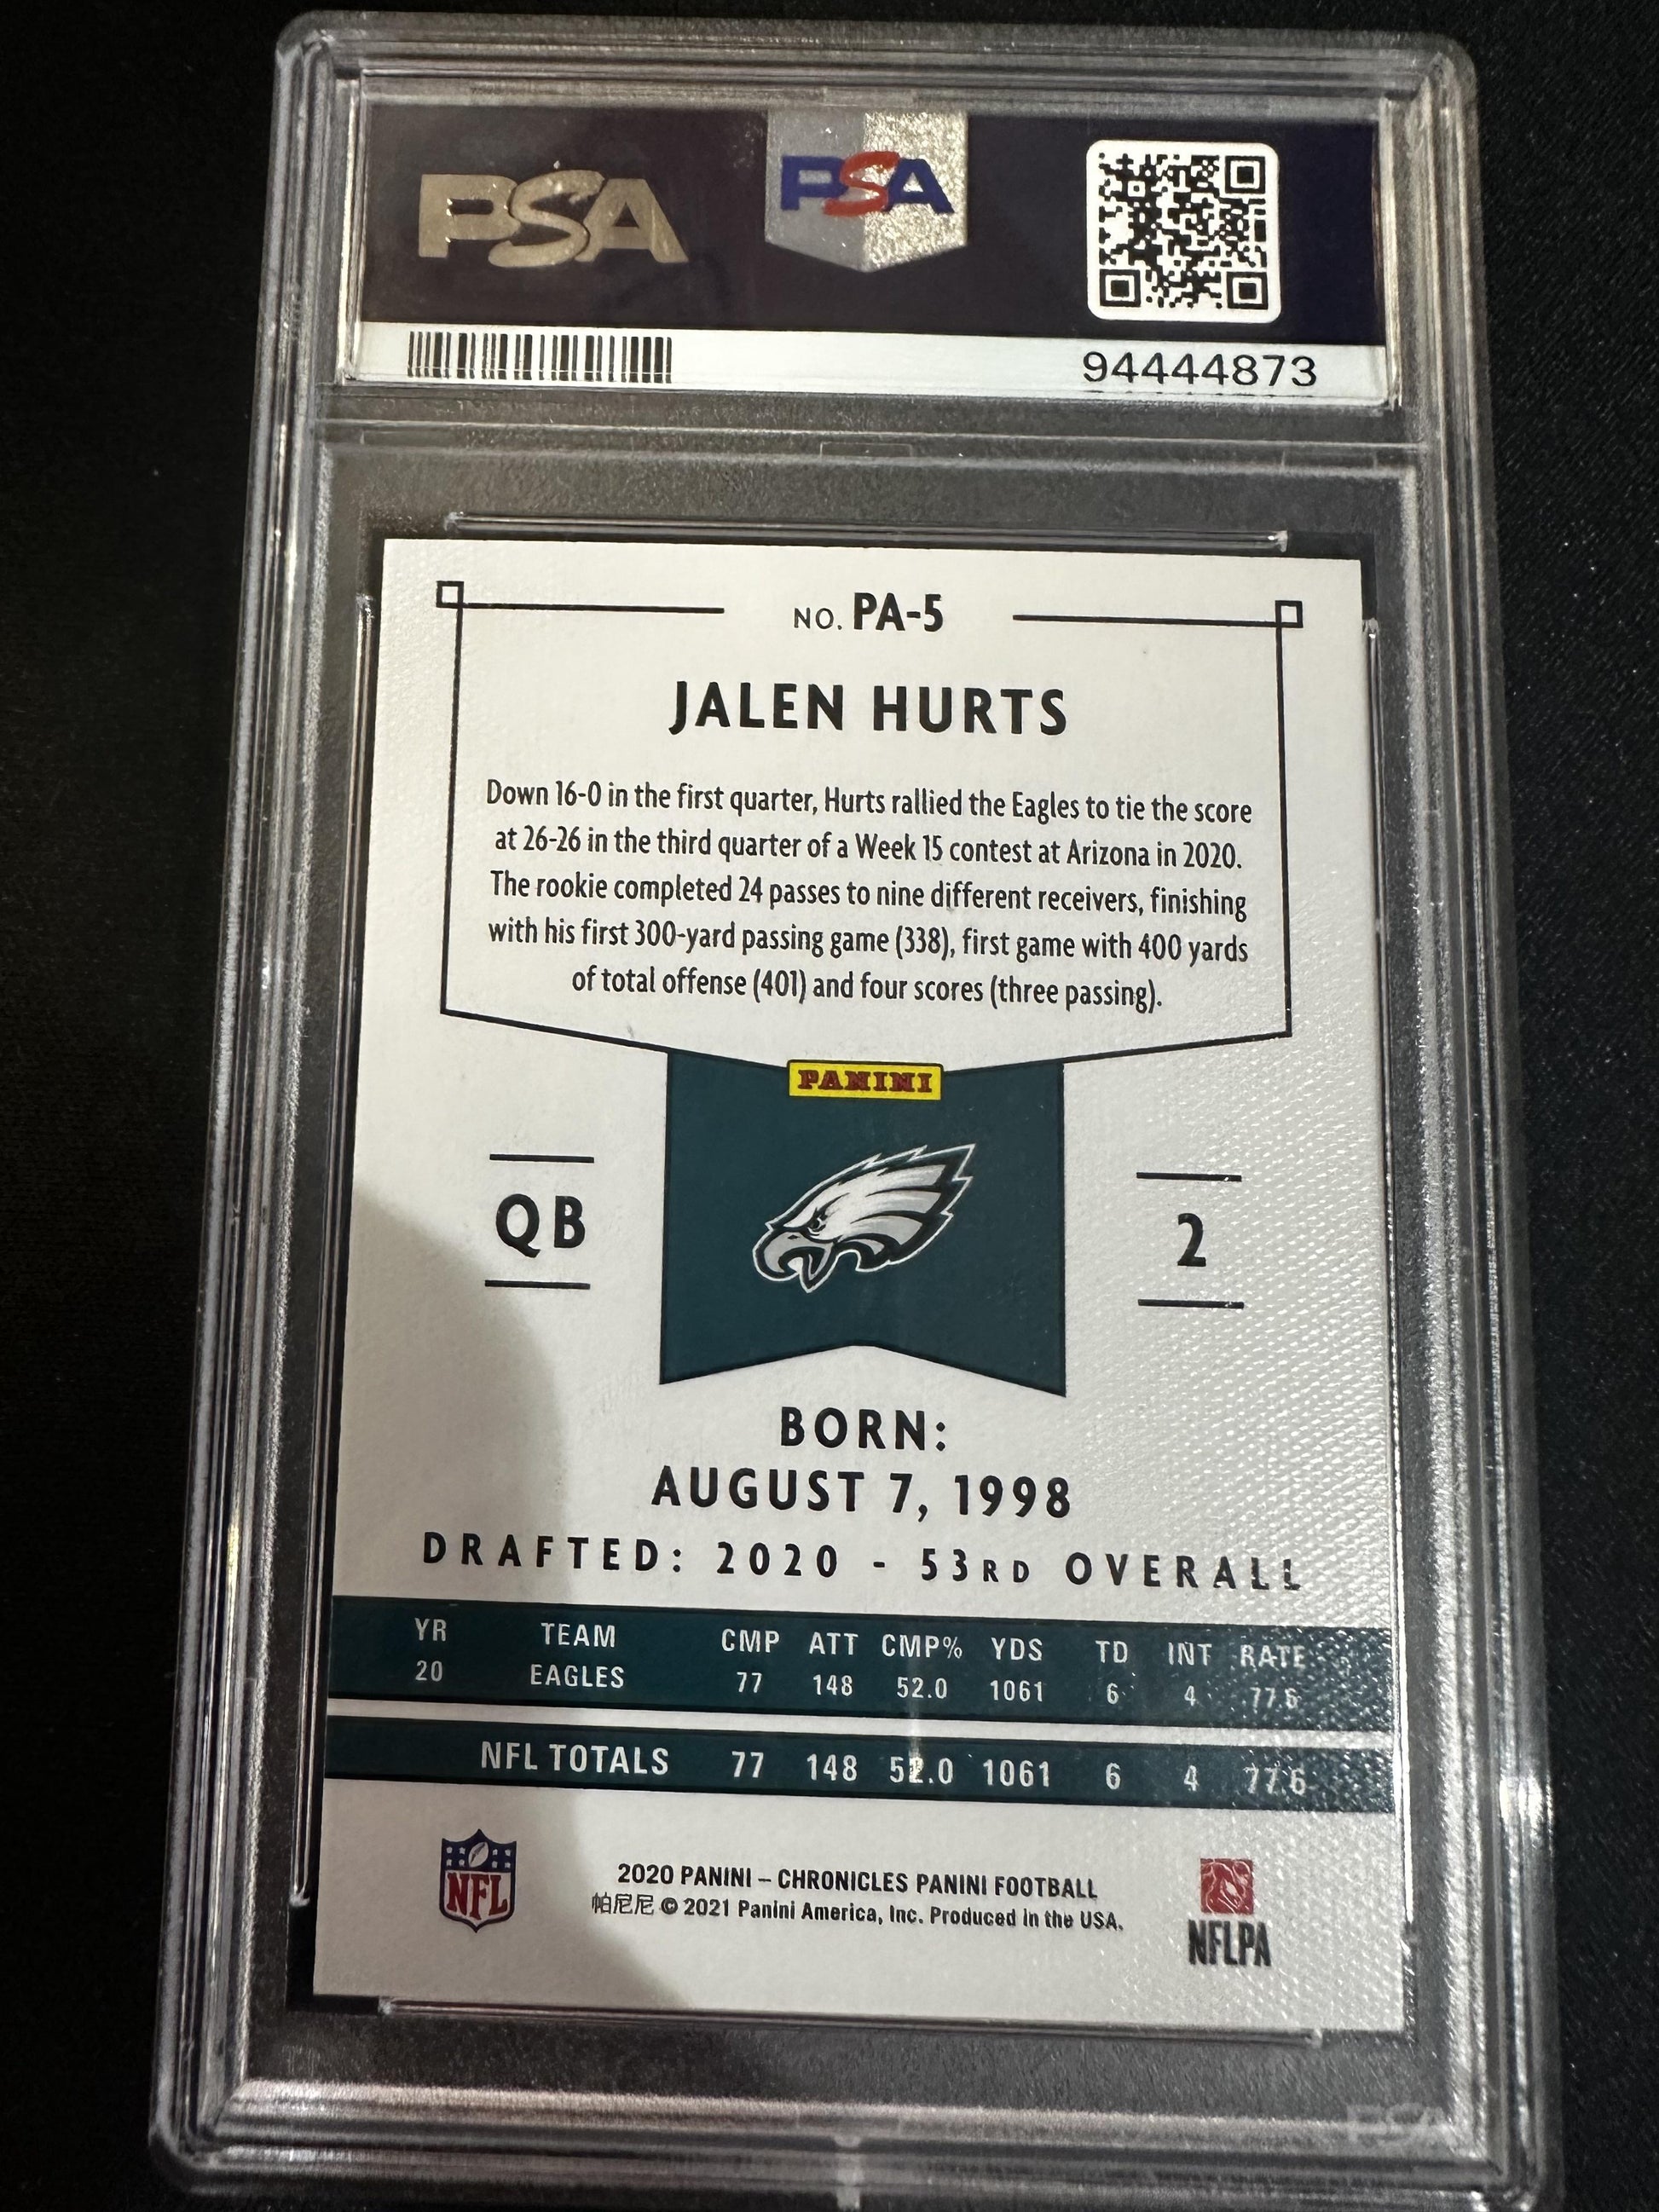 PSA
PSA
94444873
NO. PA-5
JALEN HURTS
Down 16-0 in the first quarter, Hurts rallied the Eagles to tie the score
at 26-26 in the third quarter of a Week 15 contest at Arizona in 2020.
The rookie completed 24 passes to nine different receivers, finishing
with his first 300-yard passing game (338), first game with 400 yards
of total offense (401) and four scores (three passing).
PANINI
QB
2
BORN:
AUGUST 7, 1998
DRAFTED: 2020 - 53RD OVERALL
YR TEAM CMP ATT CMP% YDS TD INT RATE
20 EAGLES 77 148 52.0 1061 6 4 77.6
NFL TOTALS 77 148 52.0 1061 6 4 77.6
NFL
2020 PANINI – CHRONICLES PANINI FOOTBALL
帕尼尼 © 2021 Panini America, Inc. Produced in the USA.
NFLPA
PSA